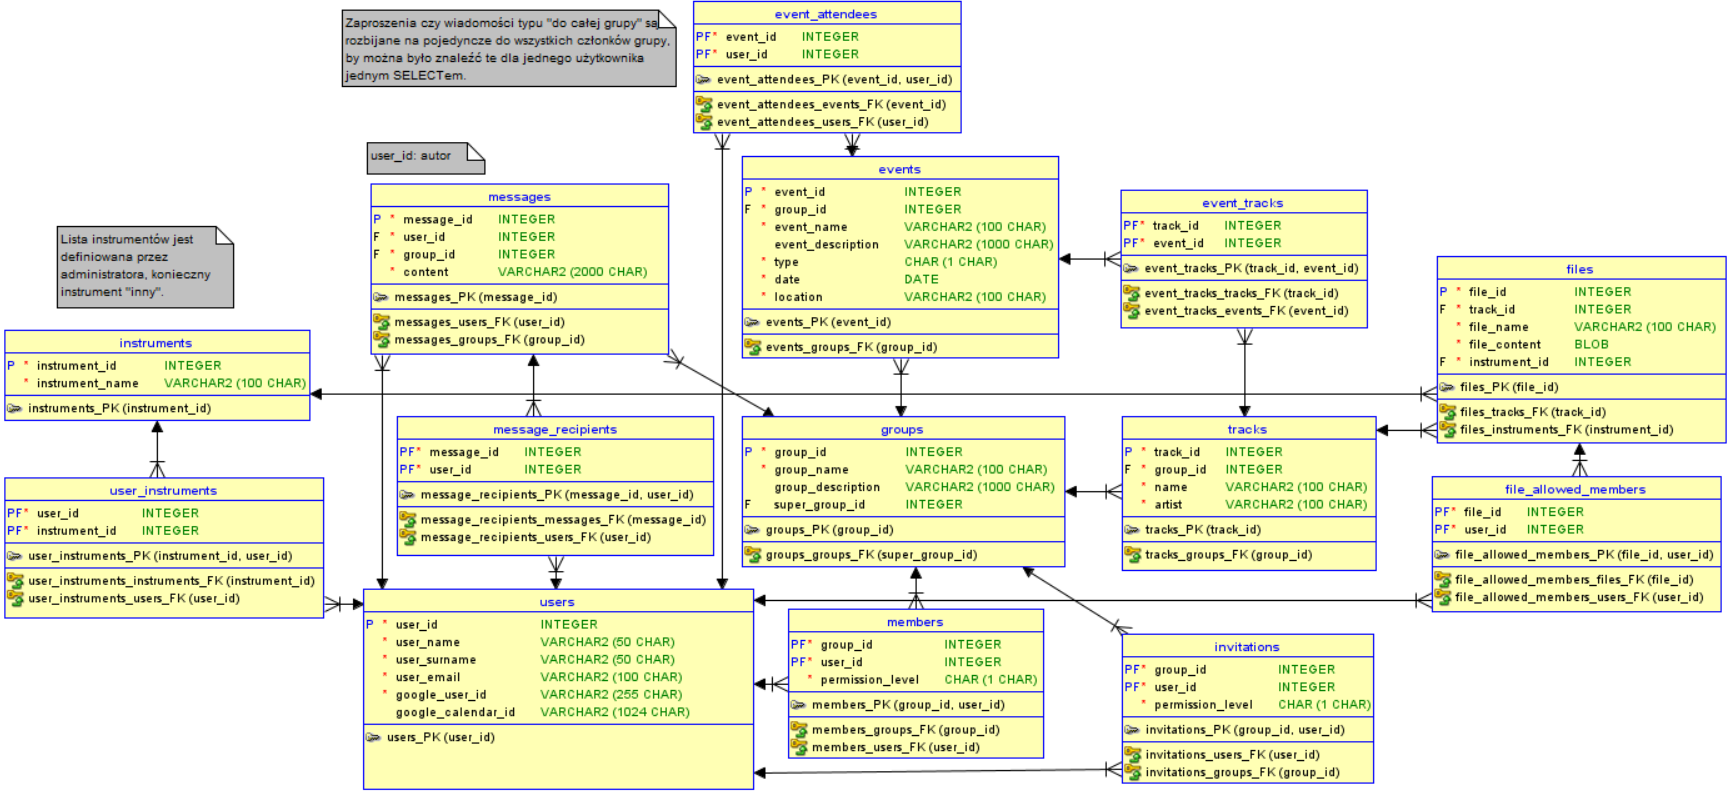 Zaproszenia czy wiadomości typu "do całej grupy" są
rozbijane na pojedyncze do wszystkich członków grupy,
by można było znaleźć te dla jednego użytkownika
jednym SELECTem.
event_attendees
PF* event_id INTEGER
PF* user_id INTEGER
event_attendees_PK (event_id, user_id)
event_attendees_events_FK (event_id)
event_attendees_users_FK (user_id)
user_id: autor
messages
P * message_id INTEGER
F * user_id INTEGER
F * group_id INTEGER
* content VARCHAR2 (2000 CHAR)
messages_PK (message_id)
messages_users_FK (user_id)
messages_groups_FK (group_id)
events
P * event_id INTEGER
F * group_id INTEGER
* event_name VARCHAR2 (100 CHAR)
event_description VARCHAR2 (1000 CHAR)
* type CHAR (1 CHAR)
* date DATE
* location VARCHAR2 (100 CHAR)
events_PK (event_id)
events_groups_FK (group_id)
event_tracks
PF* track_id INTEGER
PF* event_id INTEGER
event_tracks_PK (track_id, event_id)
event_tracks_tracks_FK (track_id)
event_tracks_events_FK (event_id)
files
P * file_id INTEGER
F * track_id INTEGER
* file_name VARCHAR2 (100 CHAR)
* file_content BLOB
F * instrument_id INTEGER
files_PK (file_id)
files_tracks_FK (track_id)
files_instruments_FK (instrument_id)
Lista instrumentów jest
definiowana przez
administratora, konieczny
instrument "inny".
instruments
P * instrument_id INTEGER
* instrument_name VARCHAR2 (100 CHAR)
instruments_PK (instrument_id)
message_recipients
PF* message_id INTEGER
PF* user_id INTEGER
message_recipients_PK (message_id, user_id)
message_recipients_messages_FK (message_id)
message_recipients_users_FK (user_id)
groups
P * group_id INTEGER
* group_name VARCHAR2 (100 CHAR)
group_description VARCHAR2 (1000 CHAR)
F super_group_id INTEGER
groups_PK (group_id)
groups_groups_FK (super_group_id)
tracks
P * track_id INTEGER
F * group_id INTEGER
* name VARCHAR2 (100 CHAR)
* artist VARCHAR2 (100 CHAR)
tracks_PK (track_id)
tracks_groups_FK (group_id)
user_instruments
PF* user_id INTEGER
PF* instrument_id INTEGER
user_instruments_PK (instrument_id, user_id)
user_instruments_instruments_FK (instrument_id)
user_instruments_users_FK (user_id)
file_allowed_members
PF* file_id INTEGER
PF* user_id INTEGER
file_allowed_members_PK (file_id, user_id)
file_allowed_members_files_FK (file_id)
file_allowed_members_users_FK (user_id)
users
P * user_id INTEGER
* user_name VARCHAR2 (50 CHAR)
* user_surname VARCHAR2 (50 CHAR)
* user_email VARCHAR2 (100 CHAR)
* google_user_id VARCHAR2 (255 CHAR)
google_calendar_id VARCHAR2 (1024 CHAR)
users_PK (user_id)
members
PF* group_id INTEGER
PF* user_id INTEGER
* permission_level CHAR (1 CHAR)
members_PK (group_id, user_id)
members_groups_FK (group_id)
members_users_FK (user_id)
invitations
PF* group_id INTEGER
PF* user_id INTEGER
* permission_level CHAR (1 CHAR)
invitations_PK (group_id, user_id)
invitations_users_FK (user_id)
invitations_groups_FK (group_id)